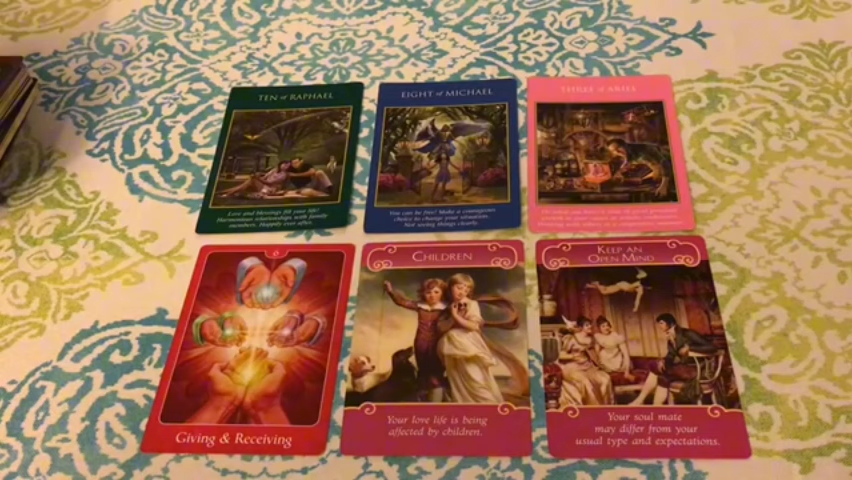 TEN of RAPHAEL
Love and blessings fill your life!
Harmonious relationships with family
members. Happily ever after.
EIGHT of MICHAEL
You can be free! Make a courageous
choice to change your situation.
Not seeing things clearly.
THREE of ARIEL
0
Giving & Receiving
CHILDREN
Your love life is being
affected by children.
KEEP AN
OPEN MIND
Your soul mate
may differ from your
usual type and expectations.